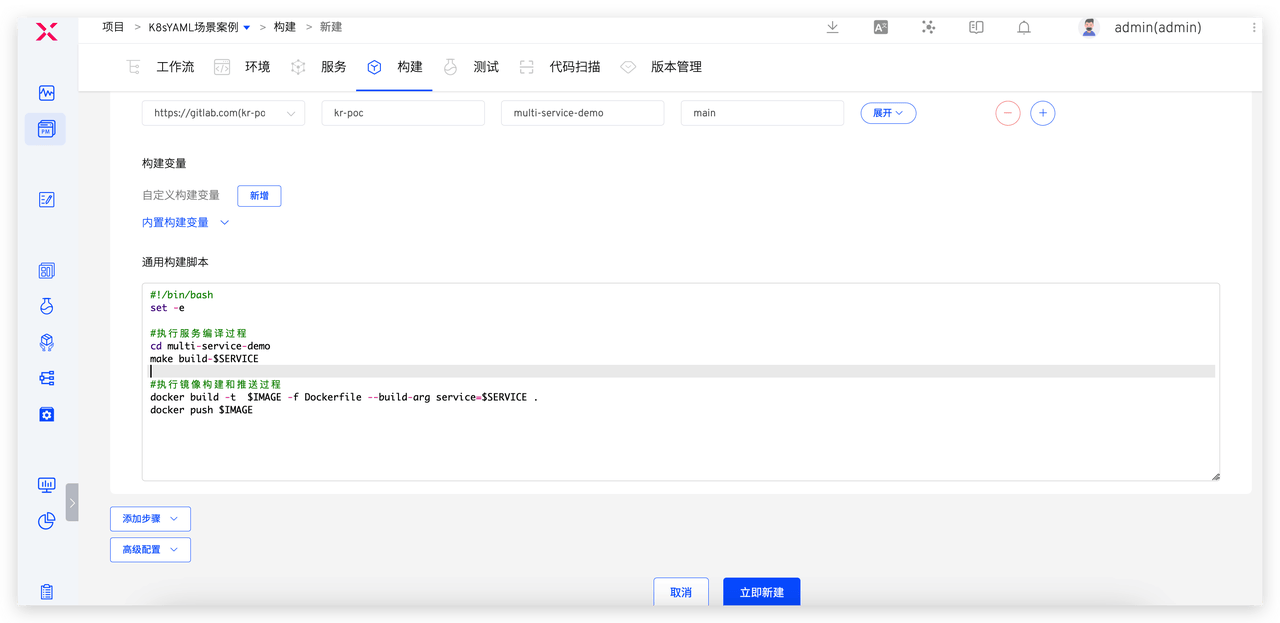 项目 > K8sYAML场景案例 > 构建 > 新建
admin(admin)
工作流 环境 服务 构建 测试 代码扫描 版本管理
https://gitlab.com(kr-po kr-poc multi-service-demo main 展开
构建变量
自定义构建变量 新增
内置构建变量
通用构建脚本
#!/bin/bash
set -e
#执行服务编译过程
cd multi-service-demo
make build-$SERVICE
#执行镜像构建和推送过程
docker build -t  $IMAGE -f Dockerfile --build-arg service=$SERVICE .
docker push $IMAGE
添加步骤
高级配置
取消 立即新建